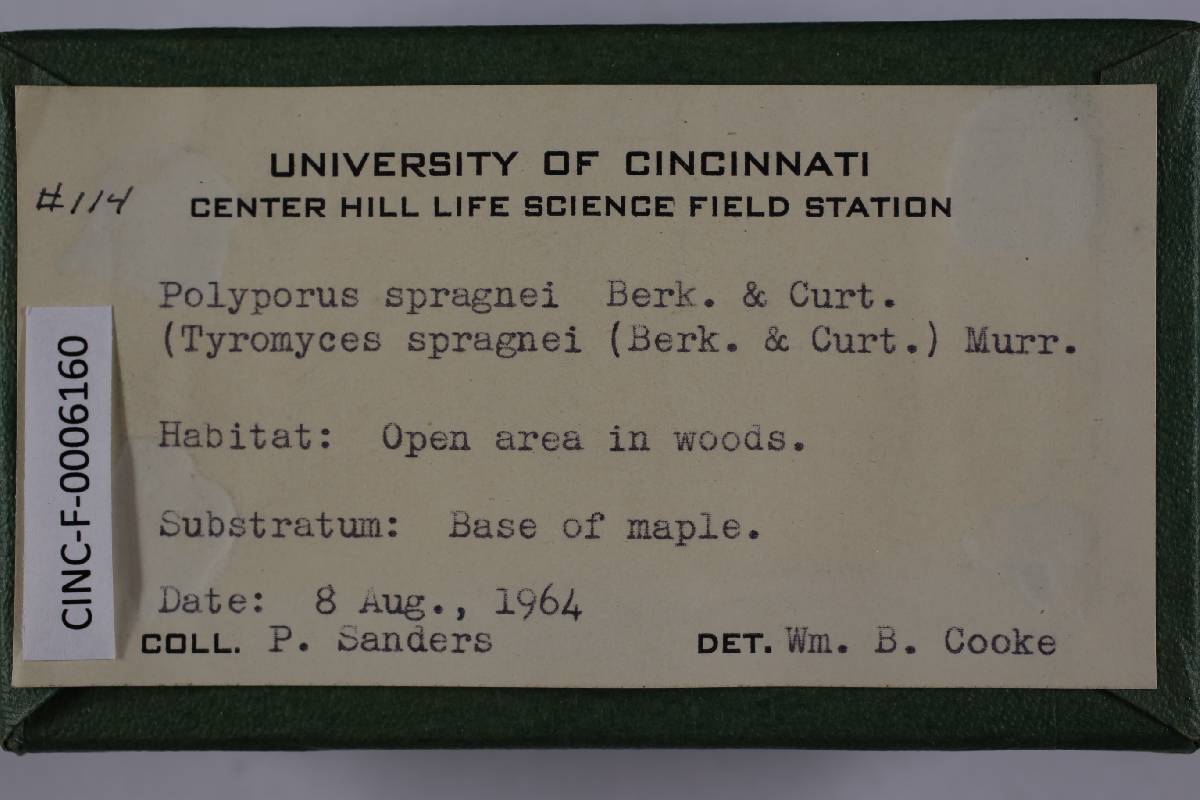 UNIVERSITY OF CINCINNATI
#114 CENTER HILL LIFE SCIENCE FIELD STATION
Polyporus spragnei Berk. & Curt.
(Tyromyces spragnei (Berk. & Curt.) Murr.
CINC-F-0006160
Habitat: Open area in woods.
Substratum: Base of maple.
Date: 8 Aug., 1964
COLL. P. Sanders DET. Wm. B. Cooke